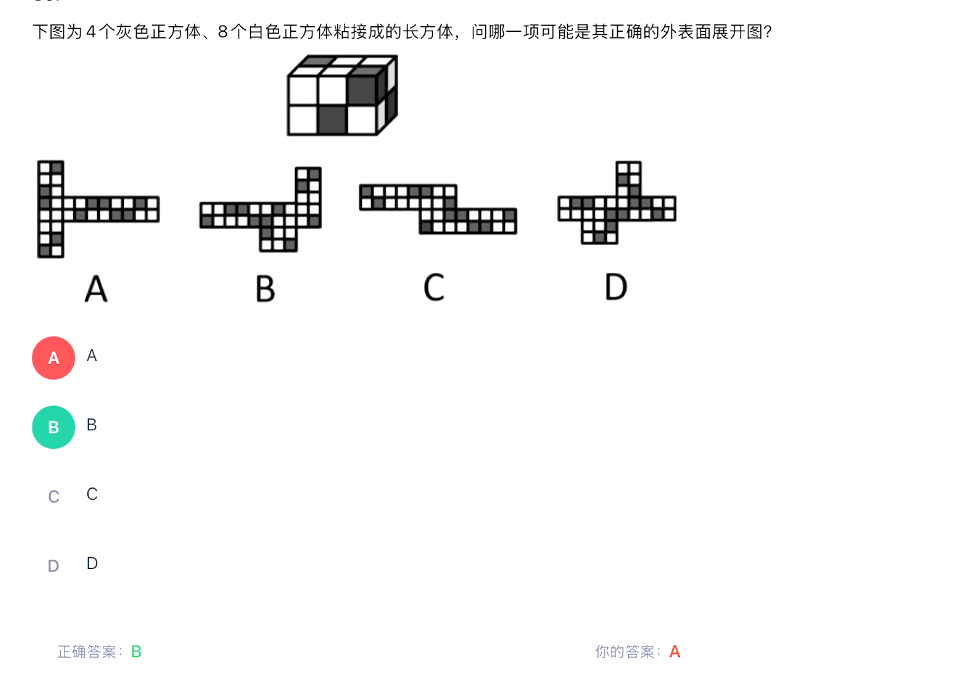 下图为4个灰色正方体、8个白色正方体粘接成的长方体，问哪一项可能是其正确的外表面展开图？
A
B
C
D
A A
B B
C C
D D
正确答案：B 你的答案：A